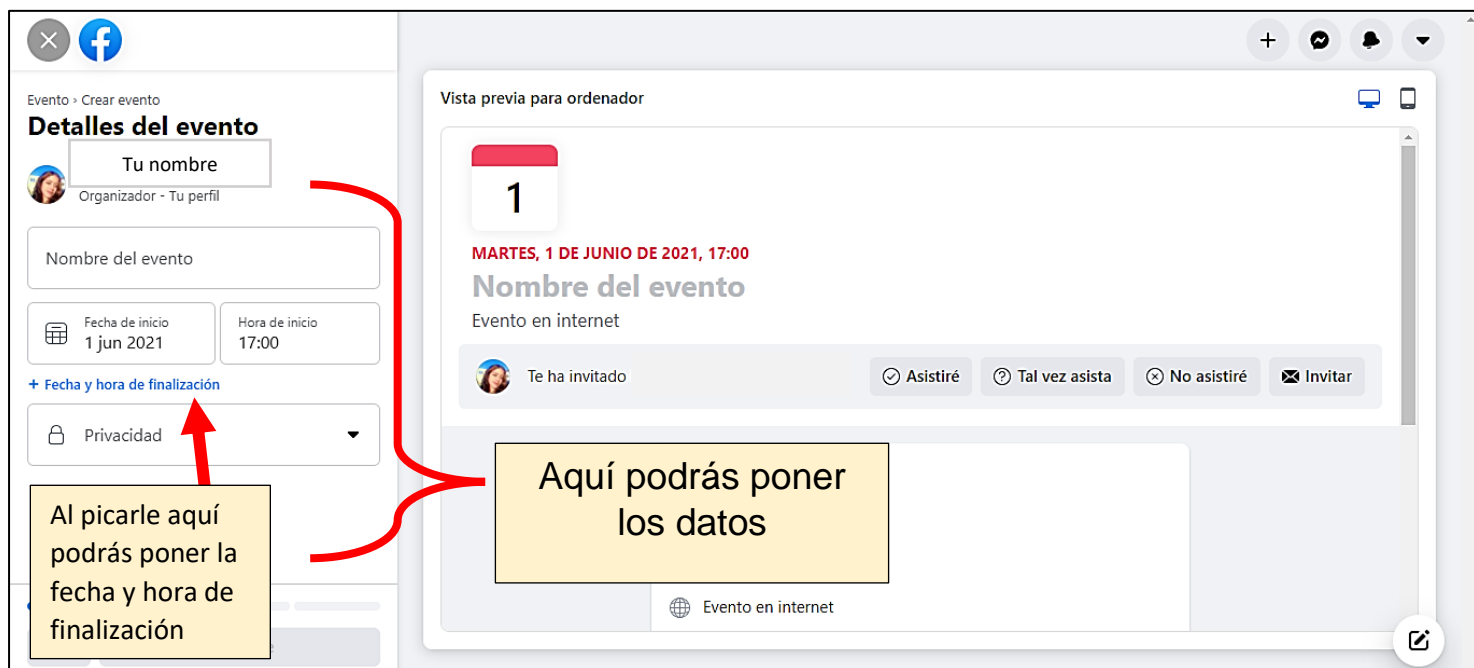 Evento › Crear evento
Detalles del evento
Tu nombre
Organizador - Tu perfil
Nombre del evento
Fecha de inicio
1 jun 2021
Hora de inicio
17:00
+ Fecha y hora de finalización
Privacidad
Al picarle aquí
podrás poner la
fecha y hora de
finalización
Vista previa para ordenador
1
MARTES, 1 DE JUNIO DE 2021, 17:00
Nombre del evento
Evento en internet
Te ha invitado
Asistiré
Tal vez asista
No asistiré
Invitar
Aquí podrás poner
los datos
Evento en internet